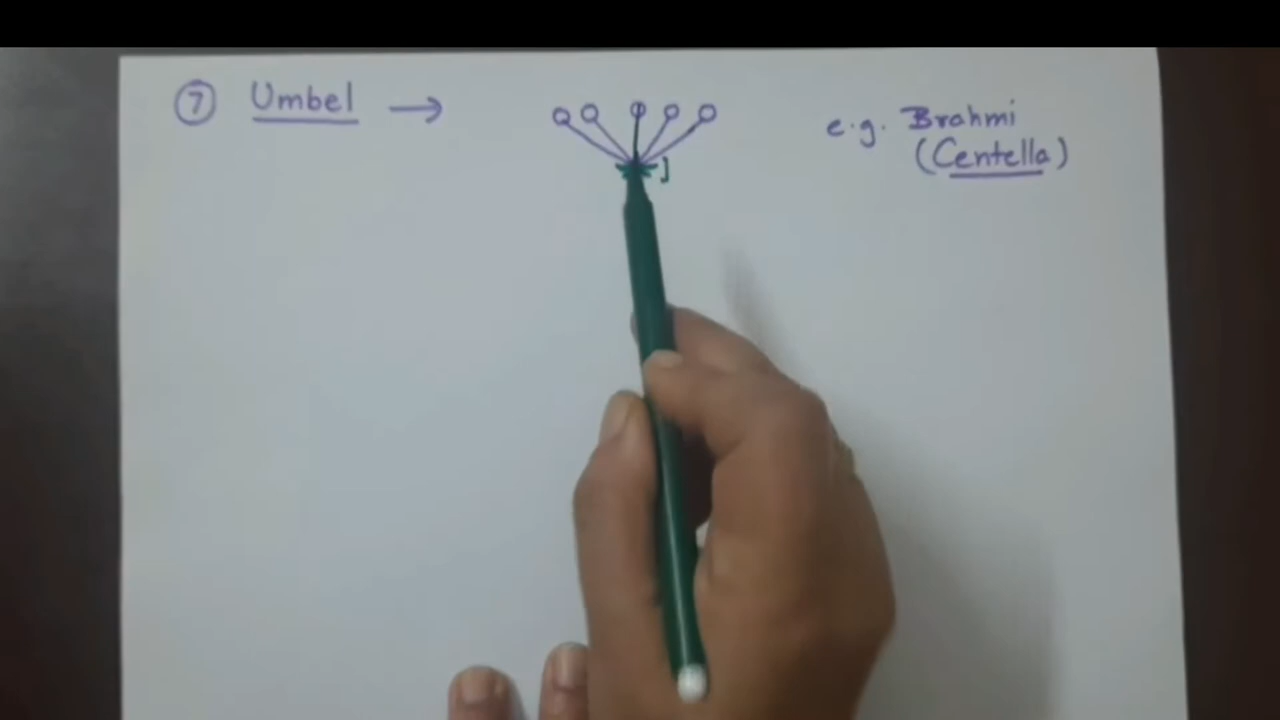 7 Umbel →
e.g. Brahmi
(Centella)